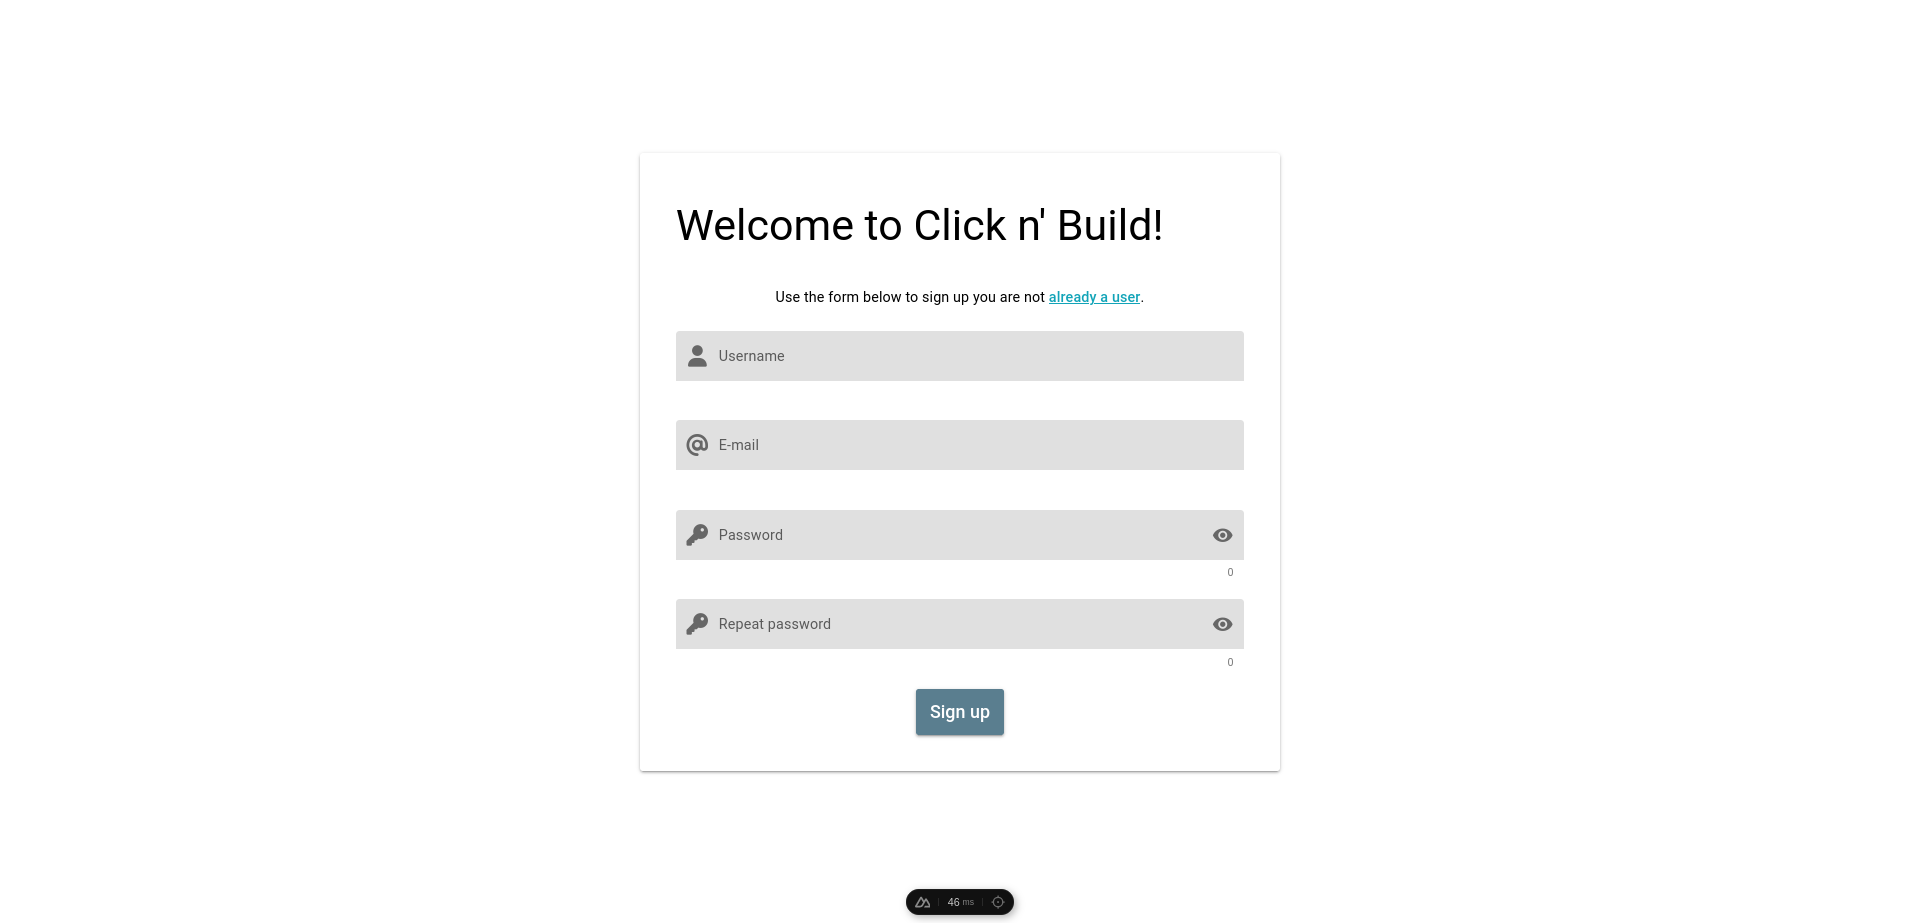 Welcome to Click n' Build!
Use the form below to sign up you are not already a user.
Username
E-mail
Password
0
Repeat password
0
Sign up
46 ms